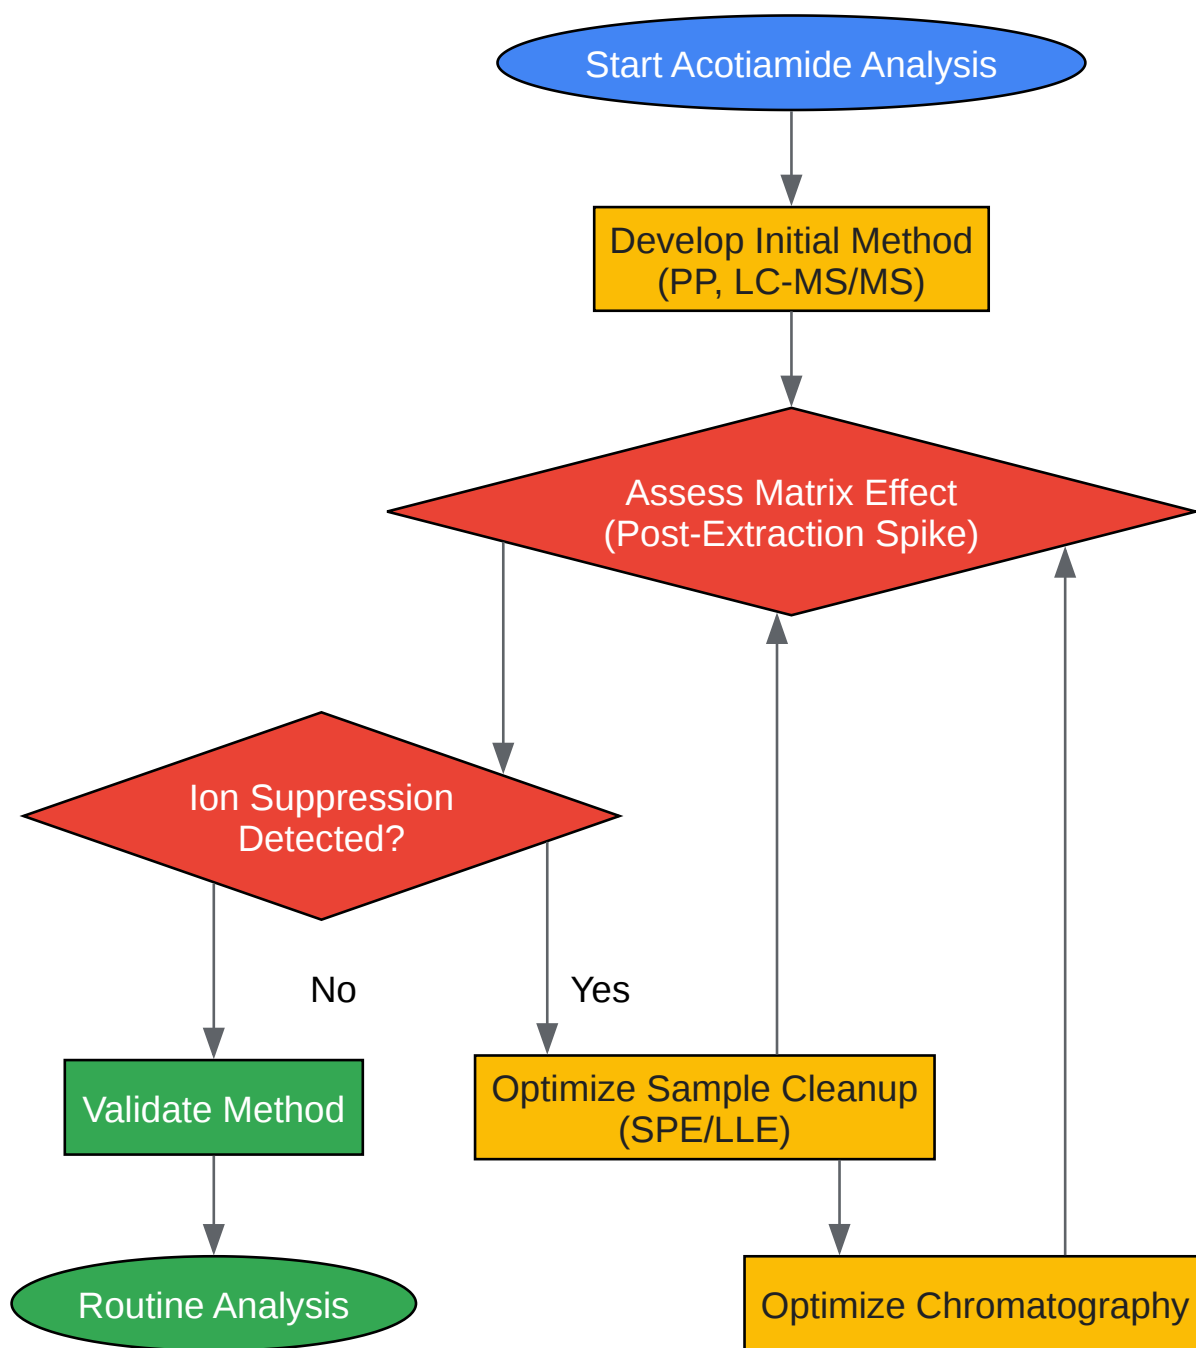 Start Acotiamide Analysis
Develop Initial Method
(PP, LC-MS/MS)
Assess Matrix Effect
(Post-Extraction Spike)
Ion Suppression
Detected?
No
Yes
Validate Method
Optimize Sample Cleanup
(SPE/LLE)
Routine Analysis
Optimize Chromatography